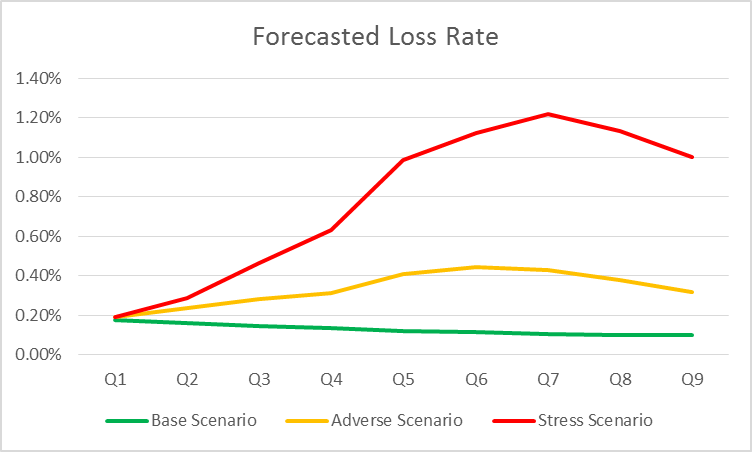 Forecasted Loss Rate
1.40%
1.20%
1.00%
0.80%
0.60%
0.40%
0.20%
0.00%
Q1 Q2 Q3 Q4 Q5 Q6 Q7 Q8 Q9
Base Scenario Adverse Scenario Stress Scenario